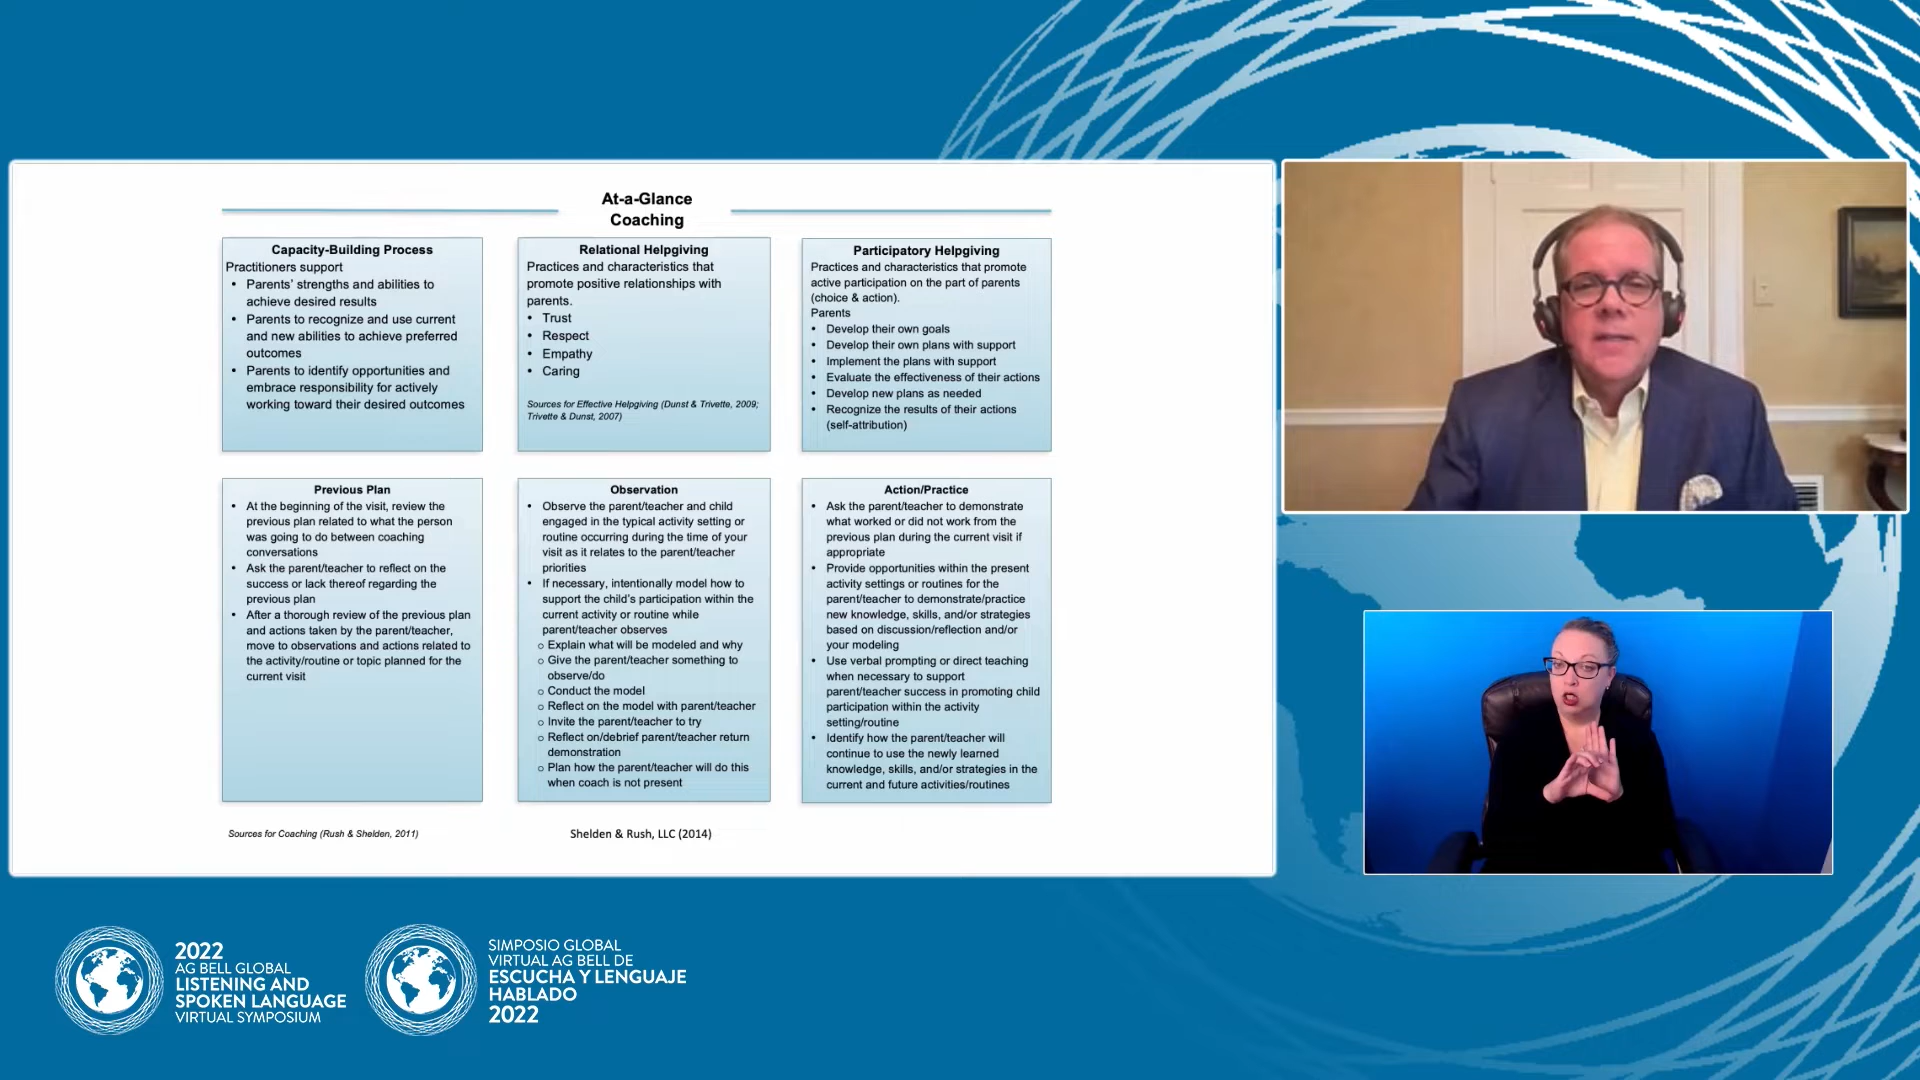 At-a-Glance
Coaching
Capacity-Building Process
Practitioners support
• Parents' strengths and abilities to
achieve desired results
• Parents to recognize and use current
and new abilities to achieve preferred
outcomes
• Parents to identify opportunities and
embrace responsibility for actively
working toward their desired outcomes
Relational Helpgiving
Practices and characteristics that
promote positive relationships with
parents.
• Trust
• Respect
• Empathy
• Caring
Sources for Effective Helpgiving (Dunst & Trivette, 2009;
Trivette & Dunst, 2007)
Participatory Helpgiving
Practices and characteristics that promote
active participation on the part of parents
(choice & action).
Parents
• Develop their own goals
• Develop their own plans with support
• Implement the plans with support
• Evaluate the effectiveness of their actions
• Develop new plans as needed
• Recognize the results of their actions
(self-attribution)
Previous Plan
• At the beginning of the visit, review the
previous plan related to what the person
was going to do between coaching
conversations
• Ask the parent/teacher to reflect on the
success or lack thereof regarding the
previous plan
• After a thorough review of the previous plan
and actions taken by the parent/teacher,
move to observations and actions related to
the activity/routine or topic planned for the
current visit
Observation
• Observe the parent/teacher and child
engaged in the typical activity setting or
routine occurring during the time of your
visit as it relates to the parent/teacher
priorities
• If necessary, intentionally model how to
support the child's participation within the
current activity or routine while
parent/teacher observes
o Explain what will be modeled and why
o Give the parent/teacher something to
observe/do
o Conduct the model
o Reflect on the model with parent/teacher
o Invite the parent/teacher to try
o Reflect on/debrief parent/teacher return
demonstration
o Plan how the parent/teacher will do this
when coach is not present
Action/Practice
• Ask the parent/teacher to demonstrate
what worked or did not work from the
previous plan during the current visit if
appropriate
• Provide opportunities within the present
activity settings or routines for the
parent/teacher to demonstrate/practice
new knowledge, skills, and/or strategies
based on discussion/reflection and/or
your modeling
• Use verbal prompting or direct teaching
when necessary to support
parent/teacher success in promoting child
participation within the activity
setting/routine
• Identify how the parent/teacher will
continue to use the newly learned
knowledge, skills, and/or strategies in the
current and future activities/routines
Sources for Coaching (Rush & Shelden, 2011)
Shelden & Rush, LLC (2014)
2022
AG BELL GLOBAL
LISTENING AND
SPOKEN LANGUAGE
VIRTUAL SYMPOSIUM
SIMPOSIO GLOBAL
VIRTUAL AG BELL DE
ESCUCHA Y LENGUAJE
HABLADO
2022